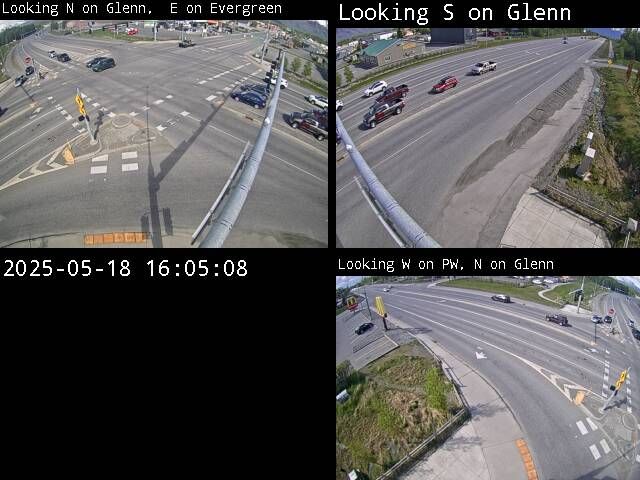 Looking N on Glenn,  E on Evergreen
Looking S on Glenn
2025-05-18 16:05:08
Looking W on PW, N on Glenn